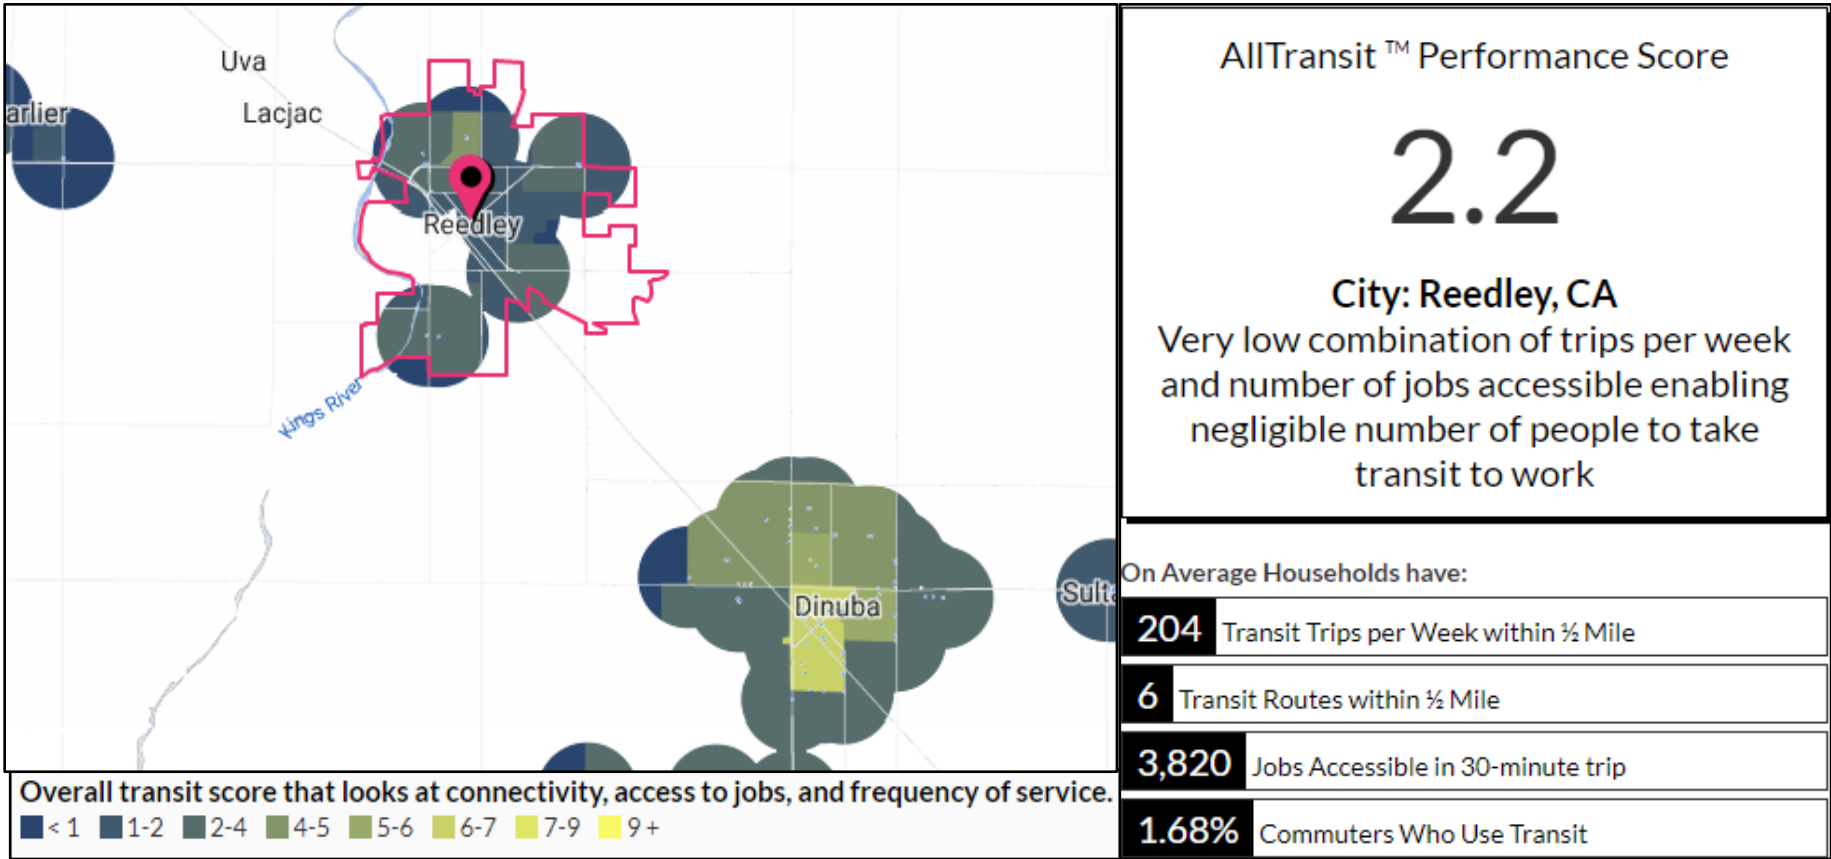 Uva
Lacjac
arlier
Reedley
Kings River
Dinuba
Sulta
Overall transit score that looks at connectivity, access to jobs, and frequency of service.
< 1 1-2 2-4 4-5 5-6 6-7 7-9 9 +
AllTransit ™ Performance Score
2.2
City: Reedley, CA
Very low combination of trips per week
and number of jobs accessible enabling
negligible number of people to take
transit to work
On Average Households have:
204 Transit Trips per Week within ½ Mile
6 Transit Routes within ½ Mile
3,820 Jobs Accessible in 30-minute trip
1.68% Commuters Who Use Transit